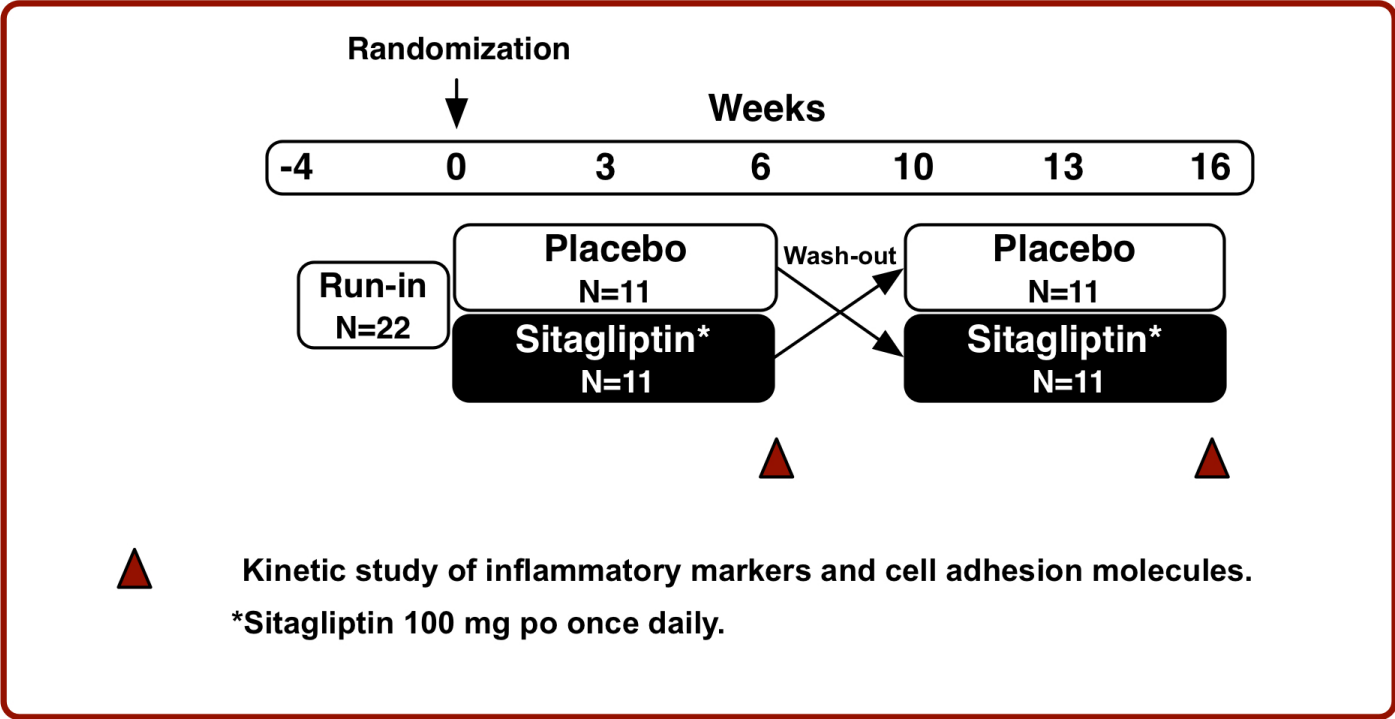 Randomization
Weeks
-4 0 3 6 10 13 16
Run-in
N=22
Placebo
N=11
Sitagliptin*
N=11
Wash-out
Placebo
N=11
Sitagliptin*
N=11
Kinetic study of inflammatory markers and cell adhesion molecules.
*Sitagliptin 100 mg po once daily.